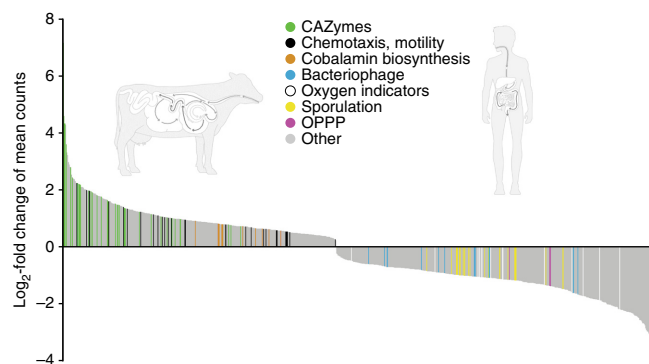 8
6
4
2
0
−2
−4
Log2-fold change of mean counts
CAZymes
Chemotaxis, motility
Cobalamin biosynthesis
Bacteriophage
Oxygen indicators
Sporulation
OPPP
Other